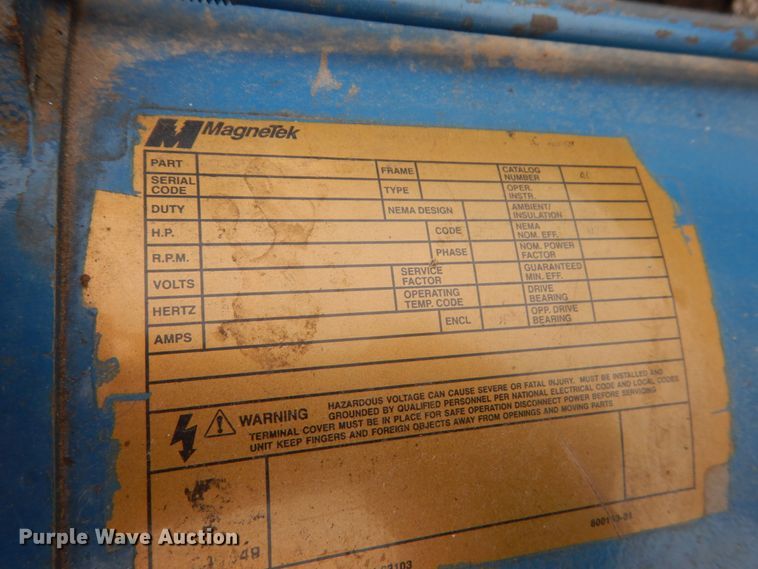 MagneTek
PART FRAME CATALOG NUMBER
SERIAL CODE TYPE OPER. INSTR.
DUTY NEMA DESIGN AMBIENT/ INSULATION
H.P. CODE NEMA NOM. EFF.
R.P.M. PHASE NOM. POWER FACTOR
VOLTS SERVICE FACTOR GUARANTEED MIN. EFF.
HERTZ OPERATING TEMP. CODE DRIVE BEARING
AMPS ENCL OPP. DRIVE BEARING
WARNING
HAZARDOUS VOLTAGE CAN CAUSE SEVERE OR FATAL INJURY. MUST BE INSTALLED AND
GROUNDED BY QUALIFIED PERSONNEL PER NATIONAL ELECTRICAL CODE AND LOCAL CODES
TERMINAL COVER MUST BE IN PLACE FOR SAFE OPERATION DISCONNECT POWER BEFORE SERVICING
UNIT KEEP FINGERS AND FOREIGN OBJECTS AWAY FROM OPENINGS AND MOVING PARTS
Purple Wave Auction